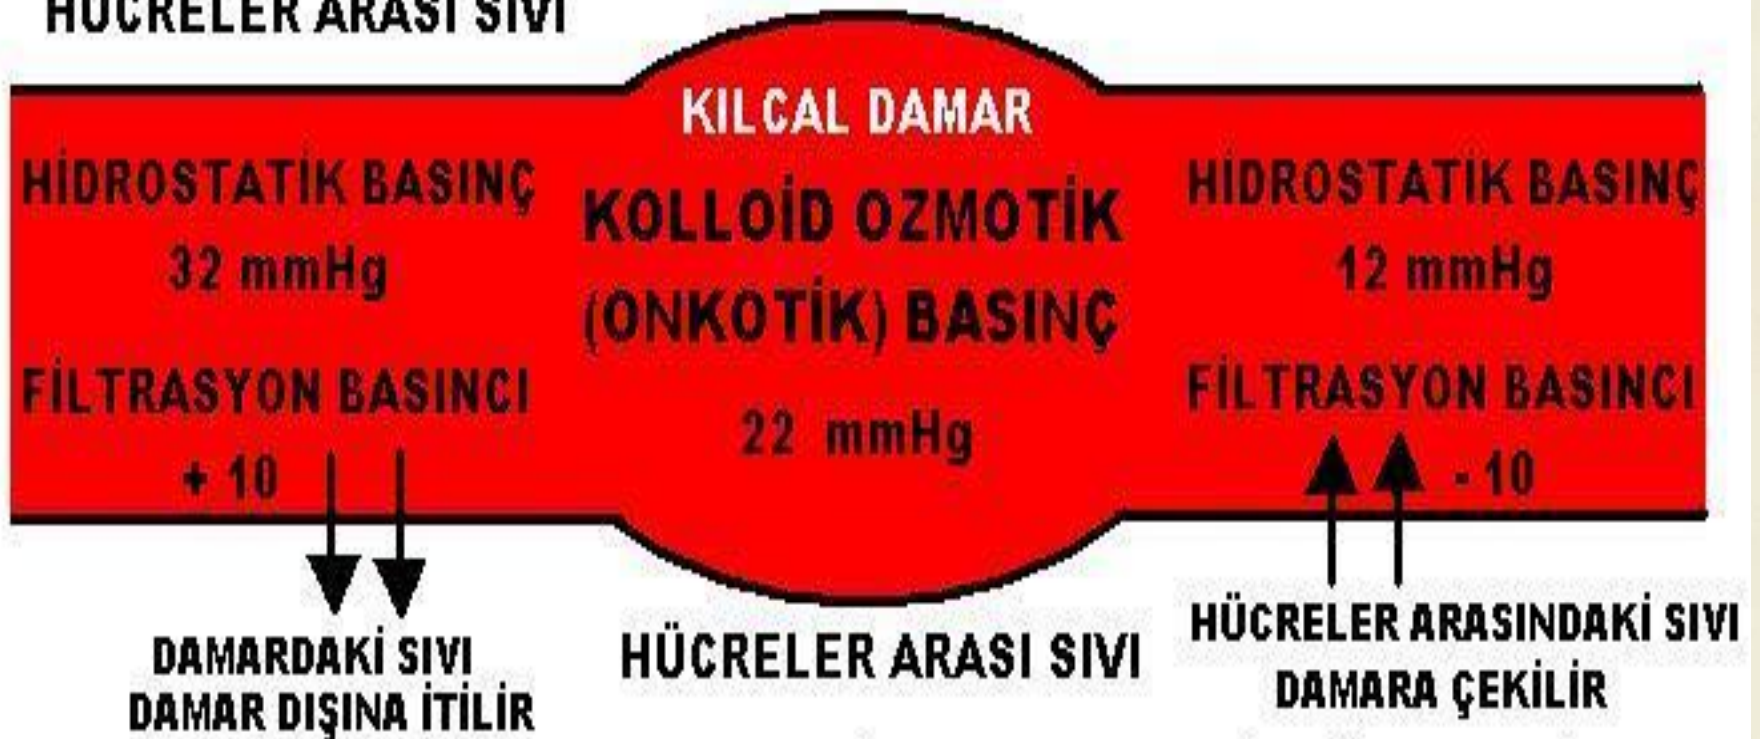 HÜCRELER ARASI SIVI
KILCAL DAMAR
HİDROSTATİK BASINÇ
32 mmHg
FİLTRASYON BASINCI
+ 10
KOLLOİD OZMOTİK
(ONKOTİK) BASINÇ
22 mmHg
HİDROSTATİK BASINÇ
12 mmHg
FİLTRASYON BASINCI
- 10
DAMARDAKİ SIVI
DAMAR DIŞINA İTİLİR
HÜCRELER ARASI SIVI
HÜCRELER ARASINDAKİ SIVI
DAMARA ÇEKİLİR